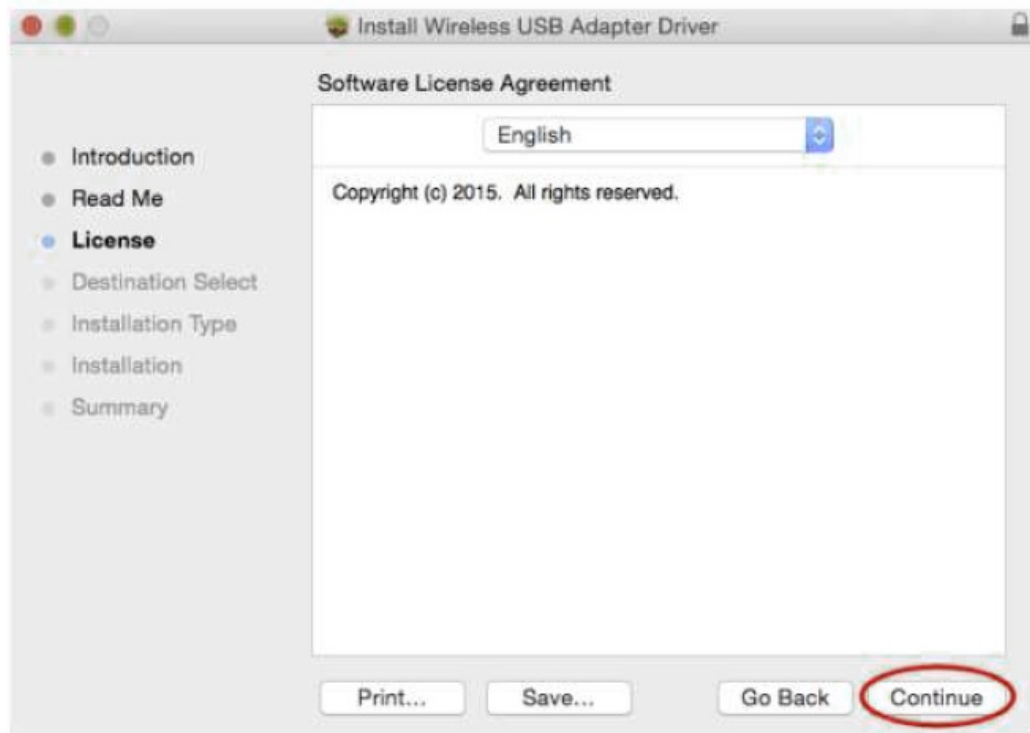 Install Wireless USB Adapter Driver
Software License Agreement
English
Introduction
Read Me
License
Destination Select
Installation Type
Installation
Summary
Copyright (c) 2015. All rights reserved.
Print...
Save...
Go Back
Continue